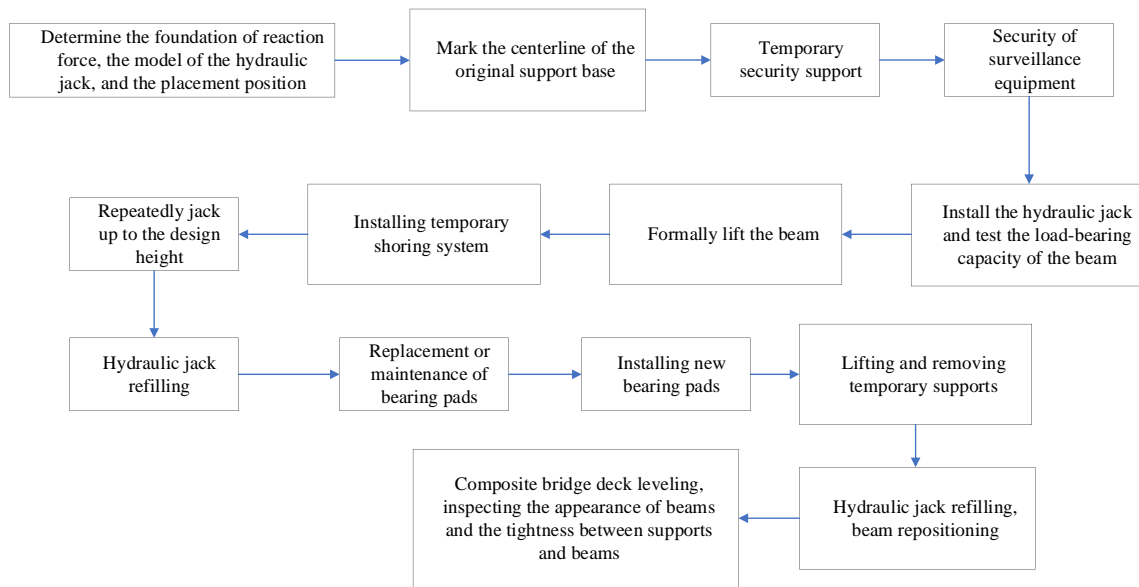 Determine the foundation of reaction
force, the model of the hydraulic
jack, and the placement position
Mark the centerline of the
original support base
Temporary
security support
Security of
surveillance
equipment
Install the hydraulic jack
and test the load-bearing
capacity of the beam
Formally lift the beam
Installing temporary
shoring system
Repeatedly jack
up to the design
height
Hydraulic jack
refilling
Replacement or
maintenance of
bearing pads
Installing new
bearing pads
Lifting and removing
temporary supports
Hydraulic jack refilling,
beam repositioning
Composite bridge deck leveling,
inspecting the appearance of beams
and the tightness between supports
and beams